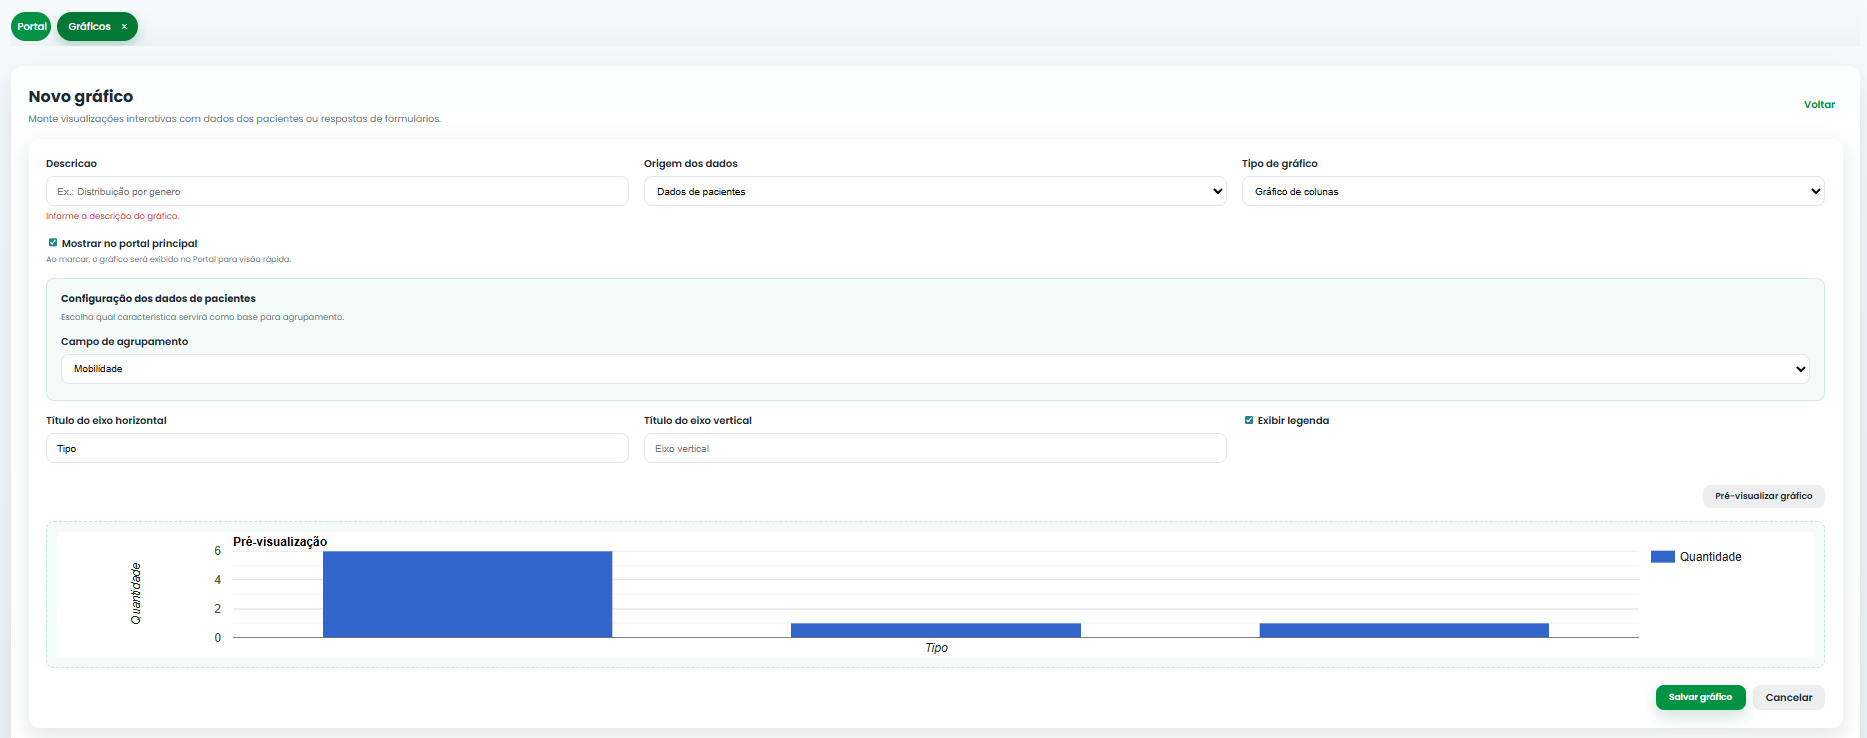 Portal
Gráficos ×
Novo gráfico
Voltar
Monte visualizações interativas com dados dos pacientes ou respostas de formulários.
Descricao
Origem dos dados
Tipo de gráfico
Ex.: Distribuição por genero
Dados de pacientes
Gráfico de colunas
Informe a descrição do gráfico.
Mostrar no portal principal
Ao marcar, o gráfico será exibido no Portal para visão rápida.
Configuração dos dados de pacientes
Escolha qual característica servirá como base para agrupamento.
Campo de agrupamento
Mobilidade
Título do eixo horizontal
Título do eixo vertical
Exibir legenda
Tipo
Eixo vertical
Pré-visualizar gráfico
Pré-visualização
6
4
2
0
Quantidade
Tipo
Quantidade
Salvar gráfico
Cancelar